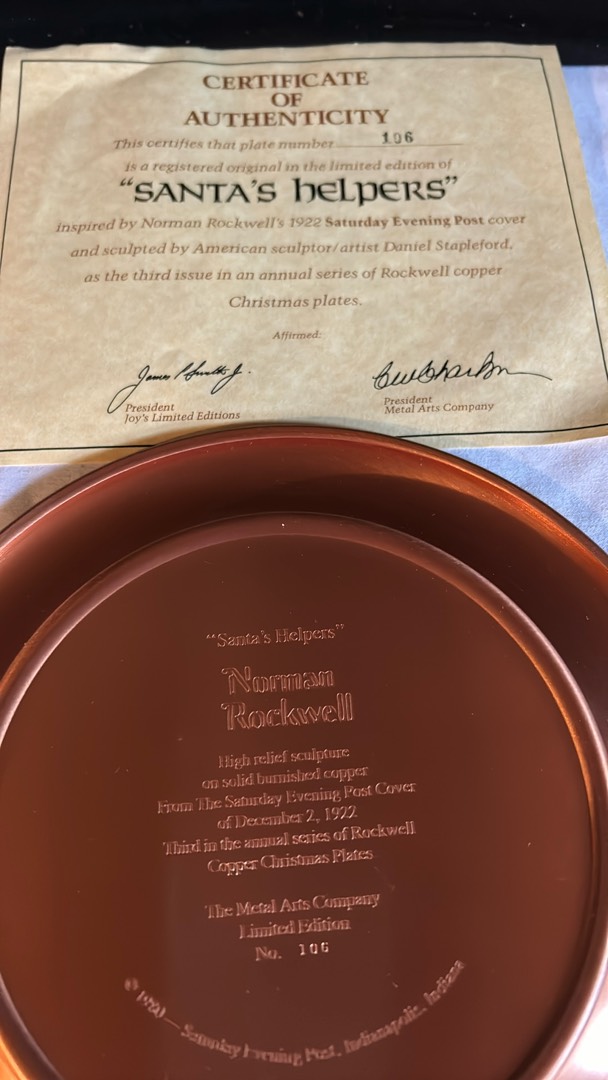 CERTIFICATE
OF
AUTHENTICITY
This certifies that plate number 106
is a registered original in the limited edition of
"SANTA'S hELPERS"
inspired by Norman Rockwell's 1922 Saturday Evening Post cover
and sculpted by American sculptor/artist Daniel Stapleford,
as the third issue in an annual series of Rockwell copper
Christmas plates.
Affirmed:
President
Joy's Limited Editions
President
Metal Arts Company
"Santa's Helpers"
Norman
Rockwell
High relief sculpture
on solid burnished copper
From The Saturday Evening Post Cover
of December 2, 1922
Third in the annual series of Rockwell
Copper Christmas Plates
The Metal Arts Company
Limited Edition
No. 106
© 1980 — Saturday Evening Post, Indianapolis, Indiana